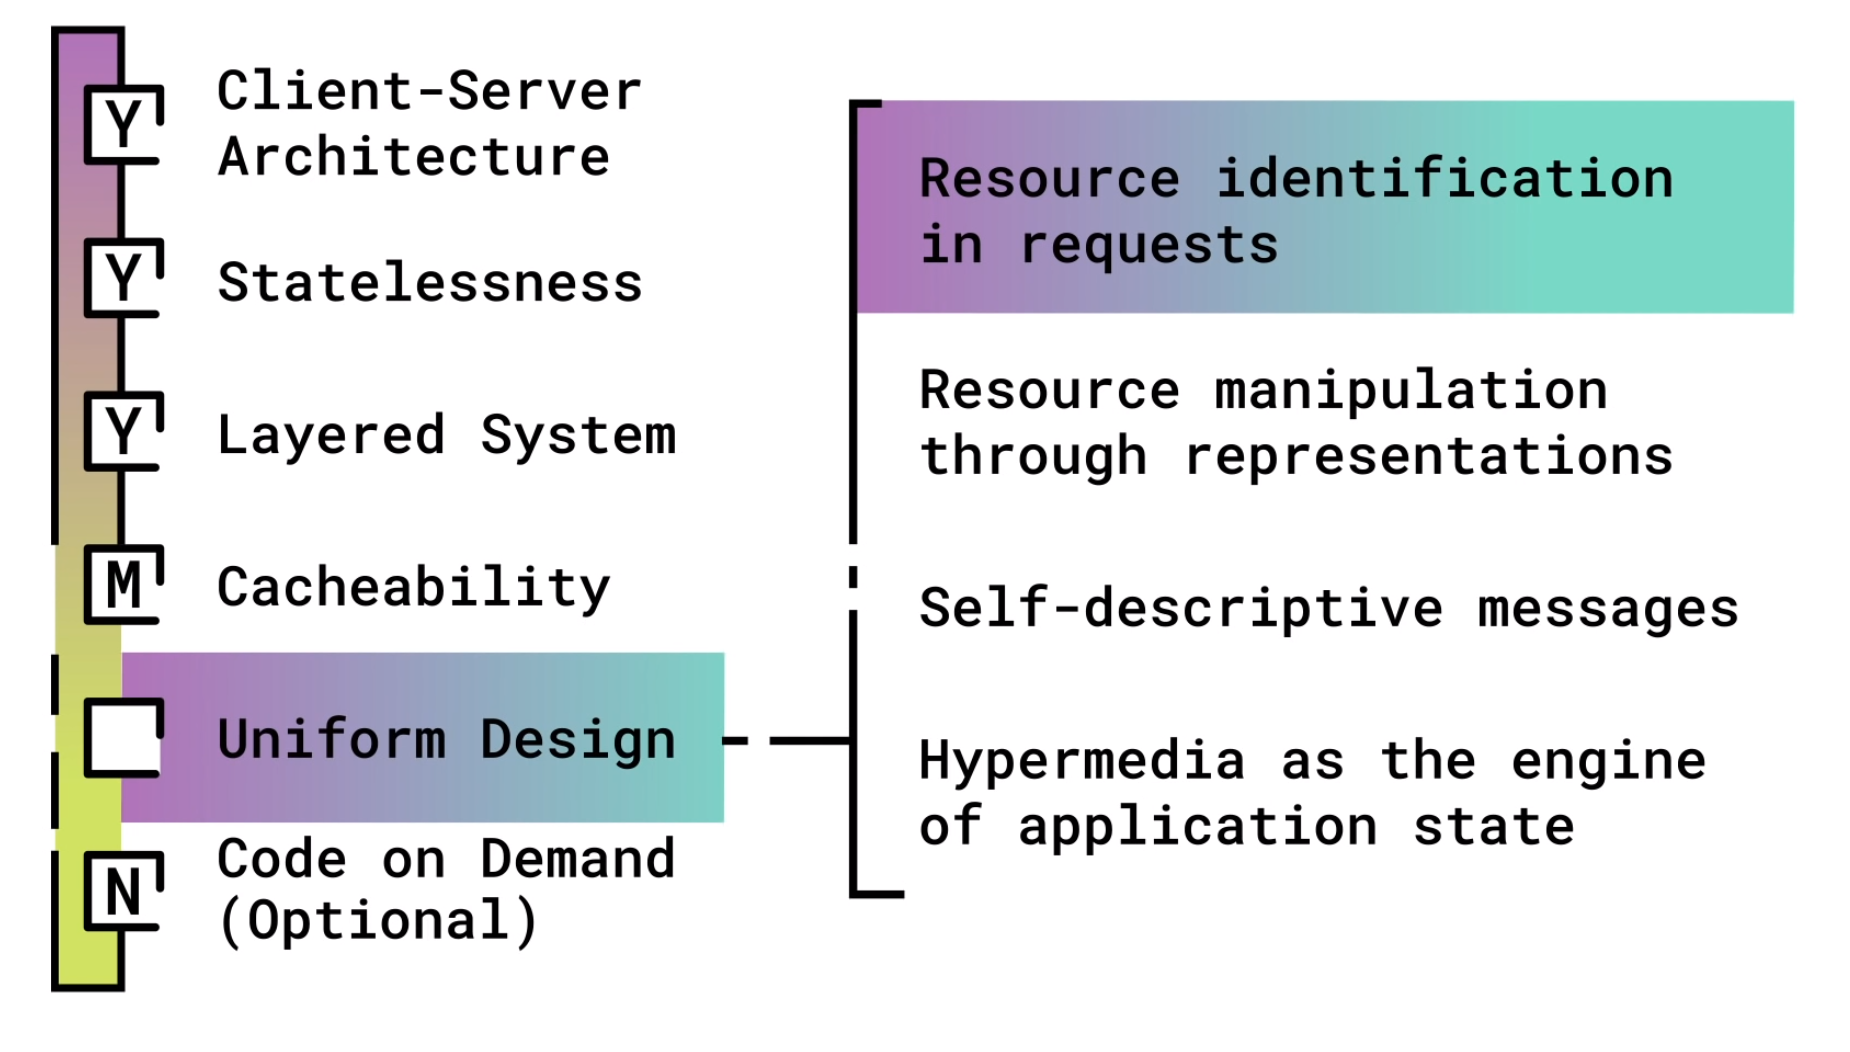 Y
Client-Server
Architecture
Y
Statelessness
Y
Layered System
M
Cacheability
Uniform Design
N
Code on Demand
(Optional)
Resource identification
in requests
Resource manipulation
through representations
Self-descriptive messages
Hypermedia as the engine
of application state